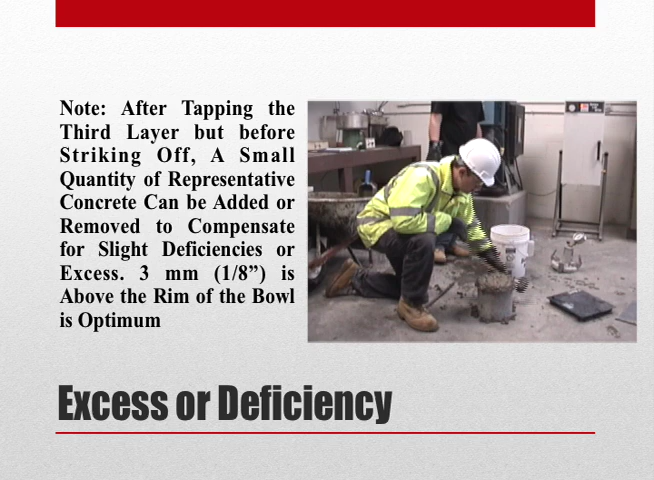 Note: After Tapping the
Third Layer but before
Striking Off, A Small
Quantity of Representative
Concrete Can be Added or
Removed to Compensate
for Slight Deficiencies or
Excess. 3 mm (1/8”) is
Above the Rim of the Bowl
is Optimum
Excess or Deficiency